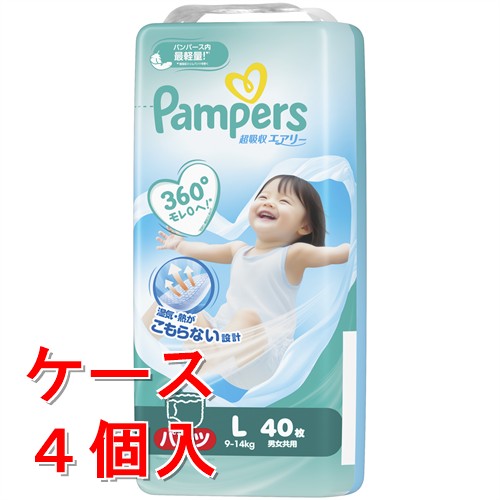 パンパース内
最軽量!*
Pampers
超吸収エアリー
360°
モレ0へ!*
湿気・熱が
こもらない設計
ケース
4個入
パンツ
L 40枚
9-14kg 男女共用